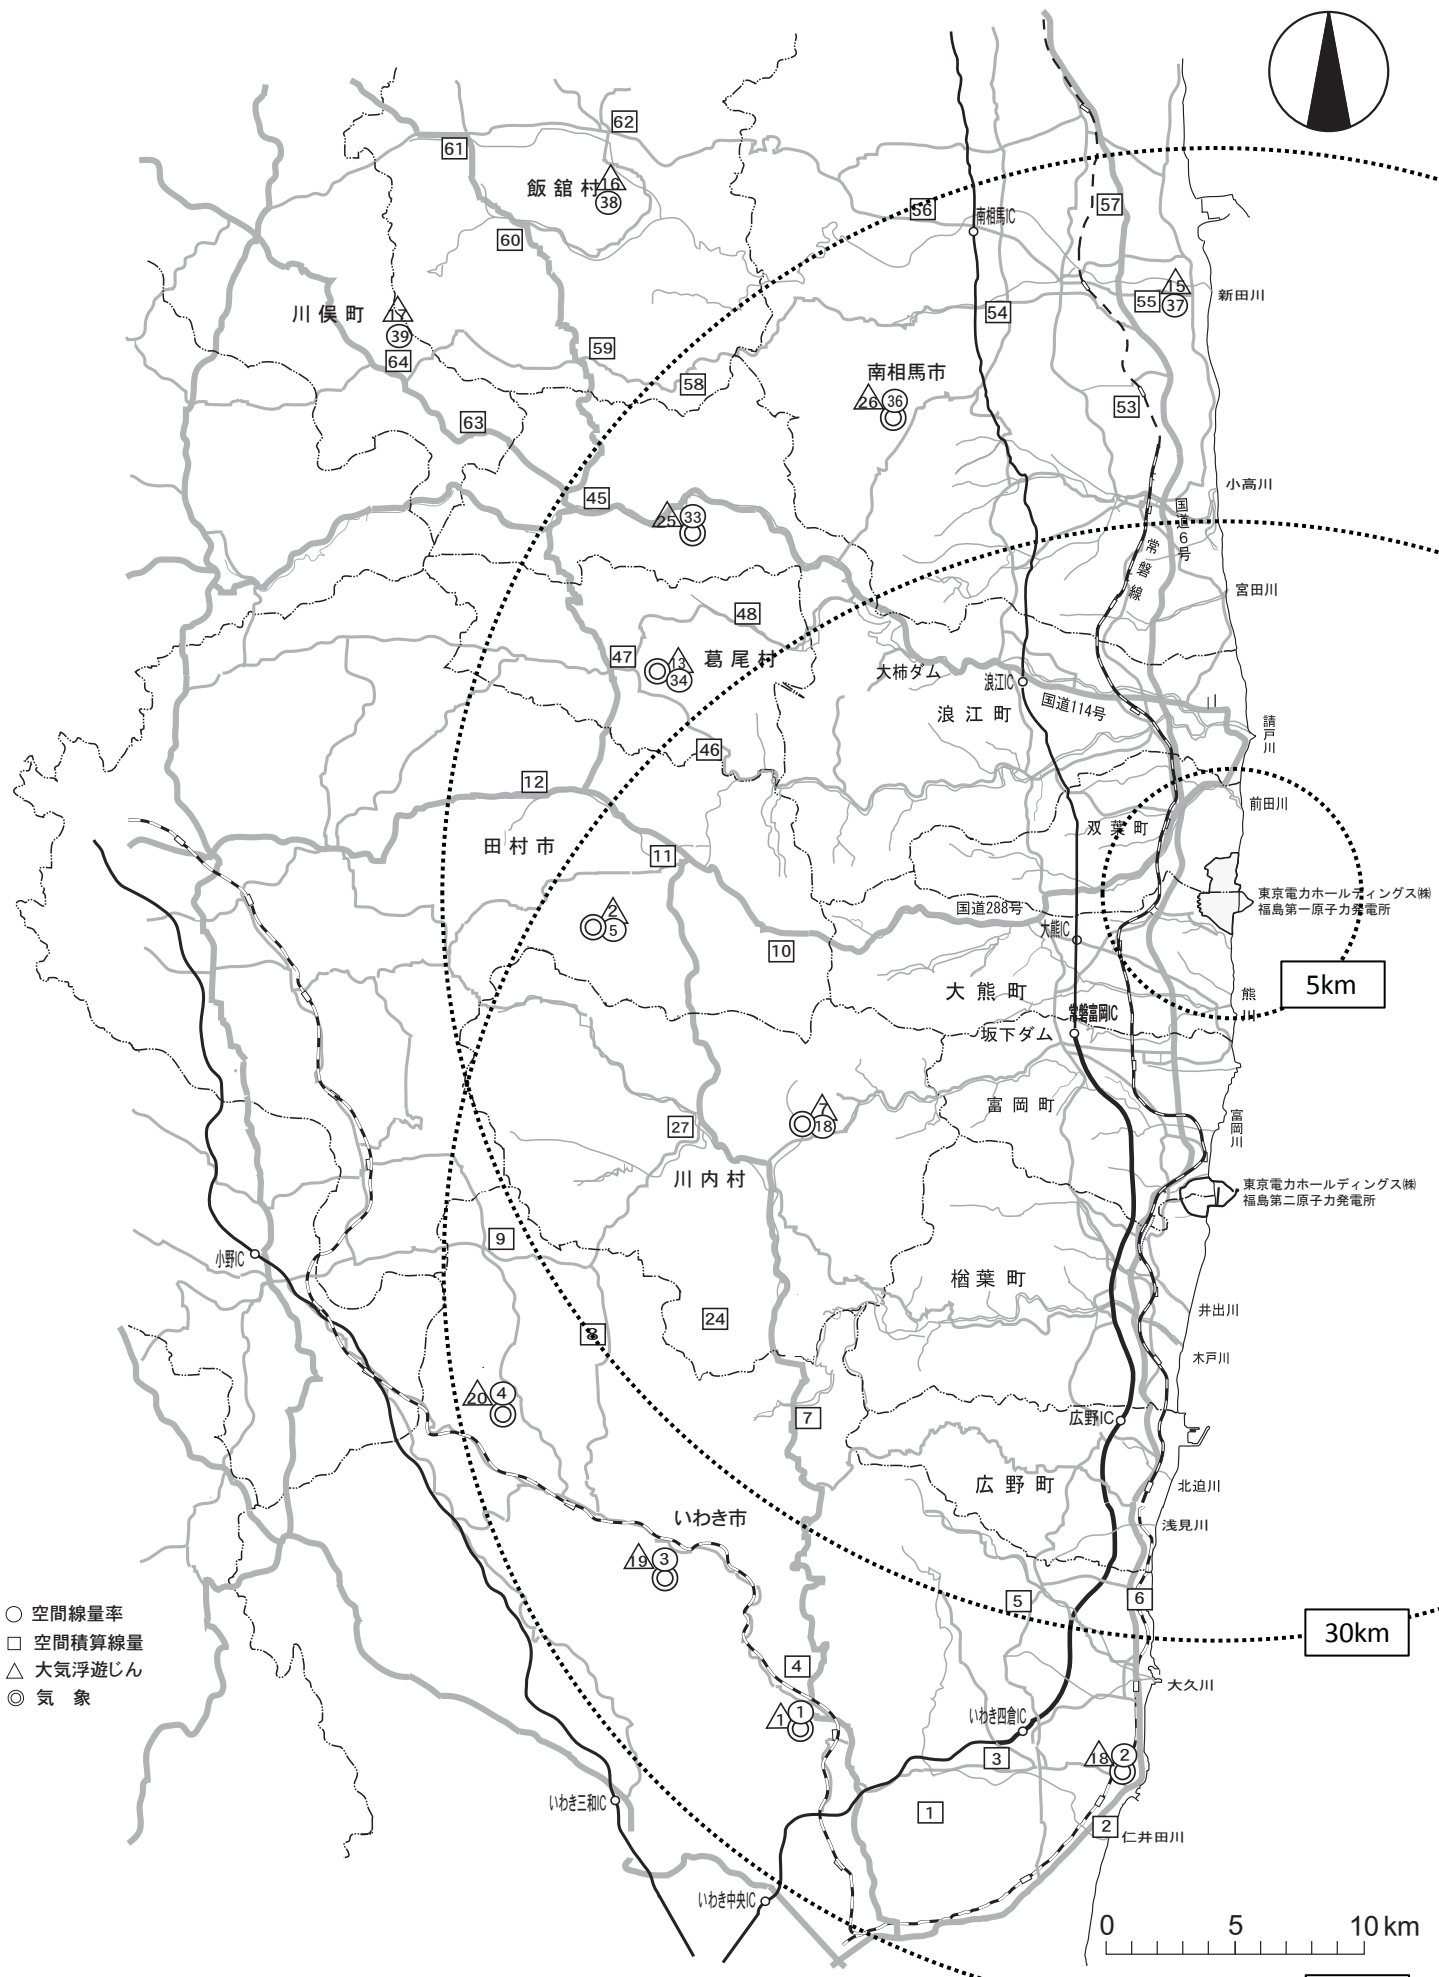 62
61
飯舘村
16
38
56
57
南相馬IC
60
15
55
37
新田川
川俣町
17
39
64
54
59
58
南相馬市
26
36
53
63
小高川
45
25
33
国道6号
常磐線
宮田川
48
47
13
34
葛尾村
大柿ダム
浪江IC
国道114号
浪江町
川
請戸川
46
12
前田川
双葉町
田村市
11
東京電力ホールディングス㈱
福島第一原子力発電所
2
5
国道288号
大熊IC
10
5km
大熊町
熊川
常磐富岡IC
坂下ダム
富岡町
7
18
27
富岡川
川内村
東京電力ホールディングス㈱
福島第二原子力発電所
9
小野IC
楢葉町
井出川
24
8
木戸川
20
4
7
広野IC
広野町
北迫川
いわき市
浅見川
19
3
5
6
○ 空間線量率
30km
□ 空間積算線量
△ 大気浮遊じん
◎ 気 象
4
大久川
1
1
いわき四倉IC
3
18
2
いわき三和IC
1
2
仁井田川
いわき中央IC
0 5 10km